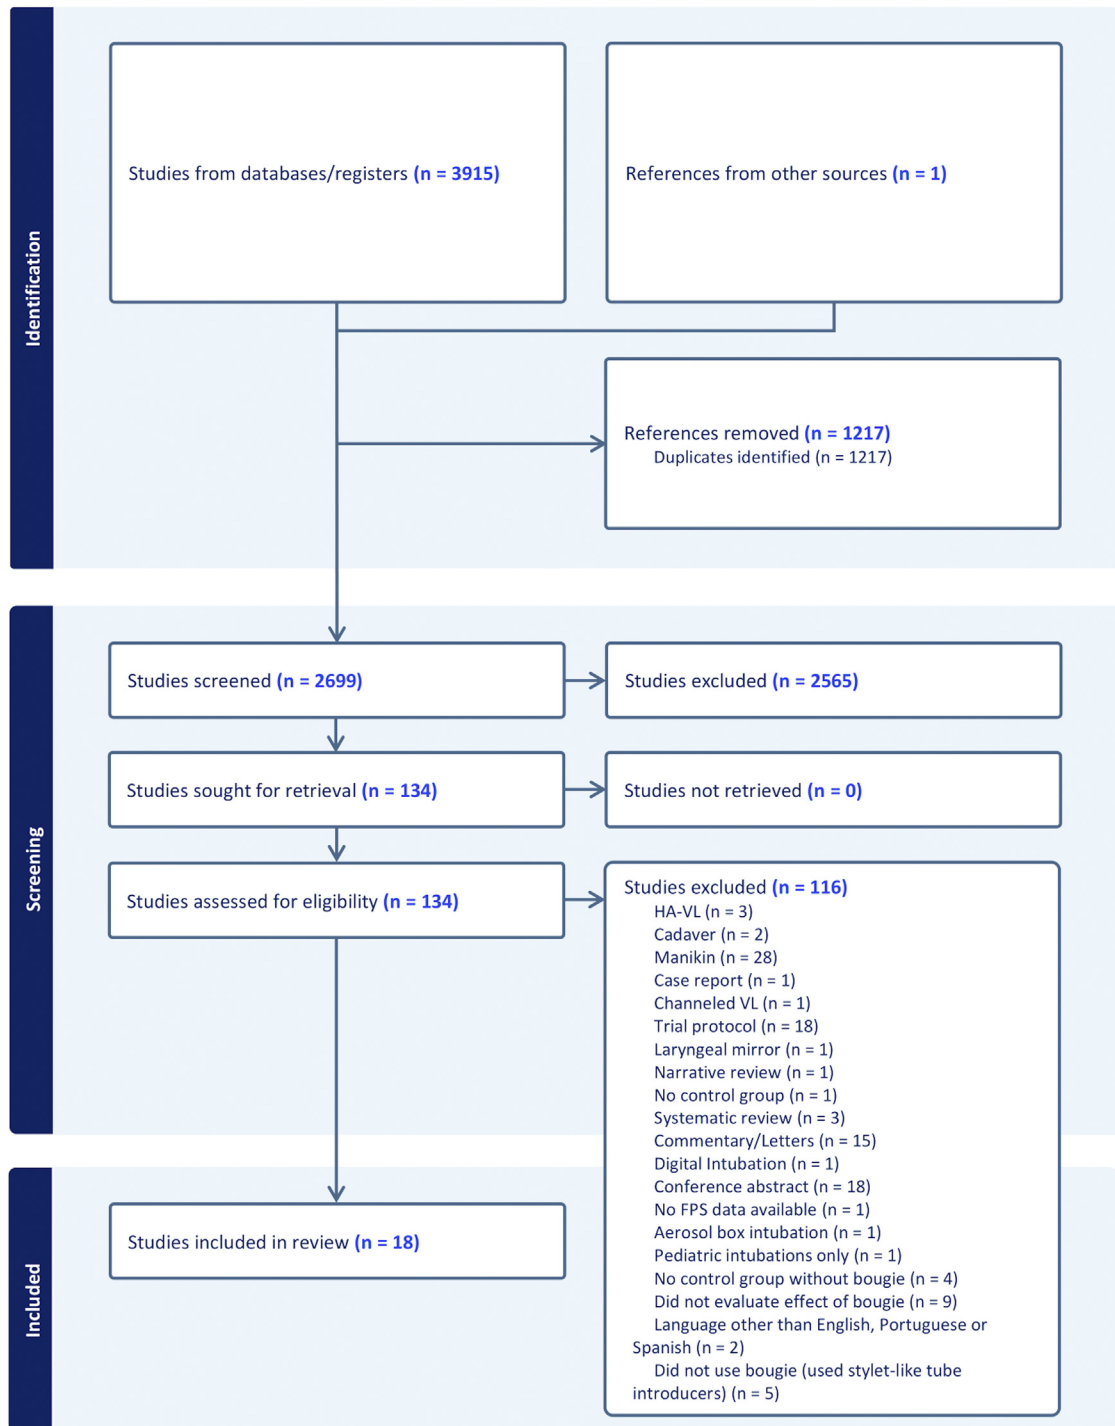 Identification
Studies from databases/registers (n = 3915)
References from other sources (n = 1)
References removed (n = 1217)
Duplicates identified (n = 1217)
Screening
Studies screened (n = 2699)
Studies excluded (n = 2565)
Studies sought for retrieval (n = 134)
Studies not retrieved (n = 0)
Studies assessed for eligibility (n = 134)
Studies excluded (n = 116)
HA-VL (n = 3)
Cadaver (n = 2)
Manikin (n = 28)
Case report (n = 1)
Channeled VL (n = 1)
Trial protocol (n = 18)
Laryngeal mirror (n = 1)
Narrative review (n = 1)
No control group (n = 1)
Systematic review (n = 3)
Commentary/Letters (n = 15)
Digital Intubation (n = 1)
Conference abstract (n = 18)
No FPS data available (n = 1)
Aerosol box intubation (n = 1)
Pediatric intubations only (n = 1)
No control group without bougie (n = 4)
Did not evaluate effect of bougie (n = 9)
Language other than English, Portuguese or
Spanish (n = 2)
Did not use bougie (used stylet-like tube
introducers) (n = 5)
Included
Studies included in review (n = 18)